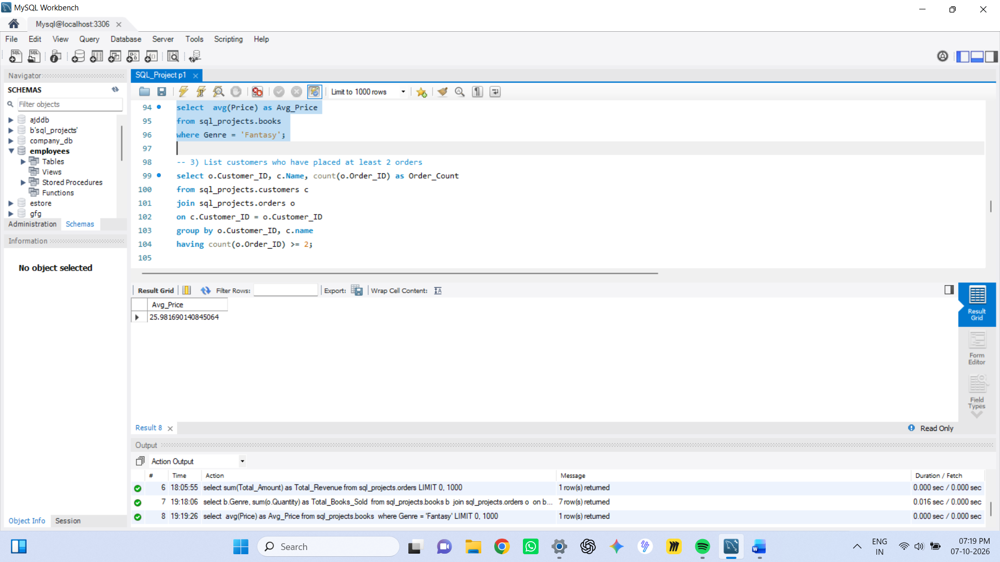 MySQL Workbench
Mysql@localhost:3306
File Edit View Query Database Server Tools Scripting Help
Navigator
SQL_Project p1
SCHEMAS
Limit to 1000 rows
Filter objects
ajddb
b'sql_projects'
company_db
employees
Tables
Views
Stored Procedures
Functions
estore
gfg
Administration Schemas
Information
No object selected
94 select  avg(Price) as Avg_Price
95 from sql_projects.books
96 where Genre = 'Fantasy';
97
98 -- 3) List customers who have placed at least 2 orders
99 select o.Customer_ID, c.Name, count(o.Order_ID) as Order_Count
100 from sql_projects.customers c
101 join sql_projects.orders o
102 on c.Customer_ID = o.Customer_ID
103 group by o.Customer_ID, c.name
104 having count(o.Order_ID) >= 2;
105
Result Grid Filter Rows: Export: Wrap Cell Content:
Avg_Price
25.981690140845064
Result Grid
Form Editor
Field Types
Result 8
Read Only
Output
Action Output
# Time Action Message Duration / Fetch
6 18:05:55 select sum(Total_Amount) as Total_Revenue from sql_projects.orders LIMIT 0, 1000 1 row(s) returned 0.000 sec / 0.000 sec
7 19:18:06 select b.Genre, sum(o.Quantity) as Total_Books_Sold  from sql_projects.books b  join sql_projects.orders o  on b... 7 row(s) returned 0.016 sec / 0.000 sec
8 19:19:26 select  avg(Price) as Avg_Price from sql_projects.books  where Genre = 'Fantasy' LIMIT 0, 1000 1 row(s) returned 0.000 sec / 0.000 sec
Object Info Session
Search
ENG
IN
07:19 PM
07-10-2026